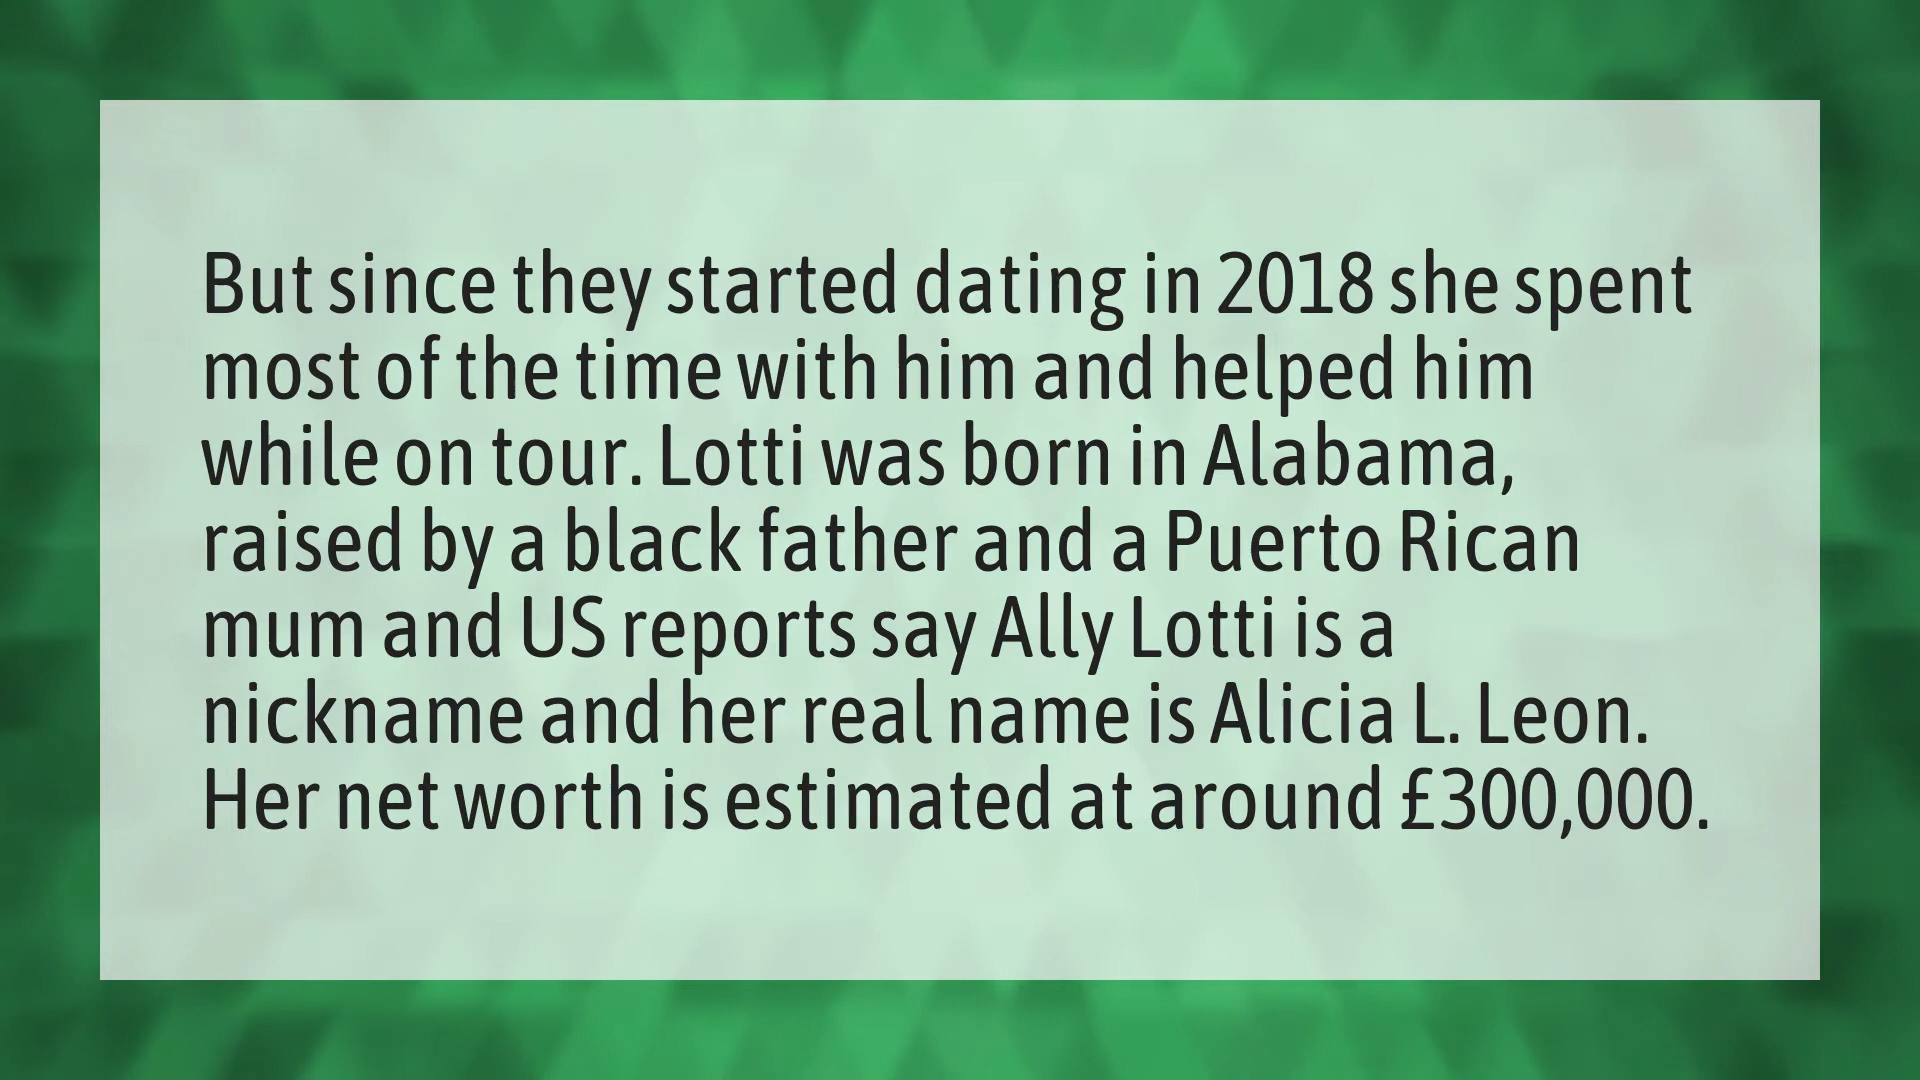 But since they started dating in 2018 she spent
most of the time with him and helped him
while on tour. Lotti was born in Alabama,
raised by a black father and a Puerto Rican
mum and US reports say Ally Lotti is a
nickname and her real name is Alicia L. Leon.
Her net worth is estimated at around £300,000.